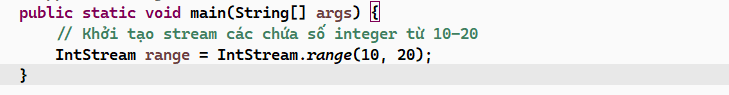 public static void main(String[] args) {
// Khởi tạo stream các chứa số integer từ 10-20
IntStream range = IntStream.range(10, 20);
}